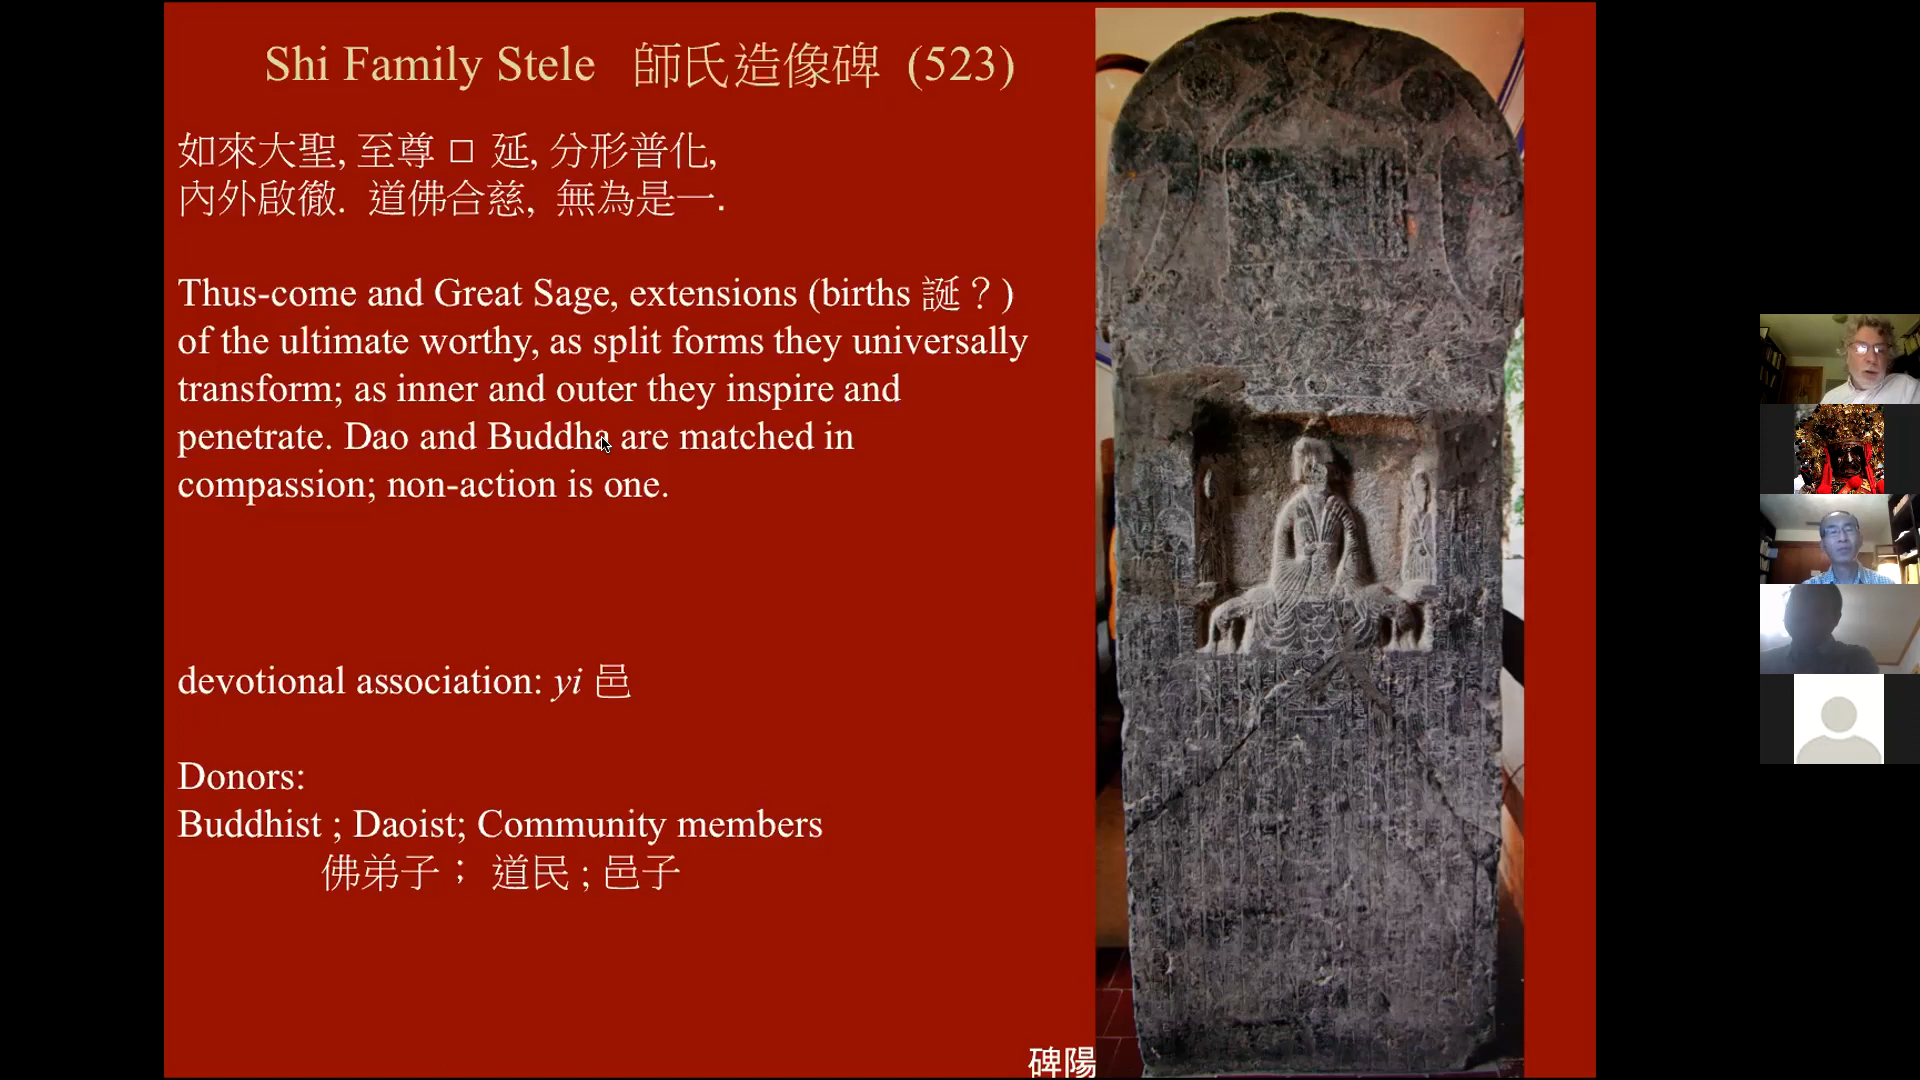 Shi Family Stele 師氏造像碑 (523)
如來大聖, 至尊 □ 延, 分形普化,
內外啟徹. 道佛合慈, 無為是一.
Thus-come and Great Sage, extensions (births 誕？)
of the ultimate worthy, as split forms they universally
transform; as inner and outer they inspire and
penetrate. Dao and Buddha are matched in
compassion; non-action is one.
devotional association: yi 邑
Donors:
Buddhist ; Daoist; Community members
佛弟子； 道民 ; 邑子
碑陽